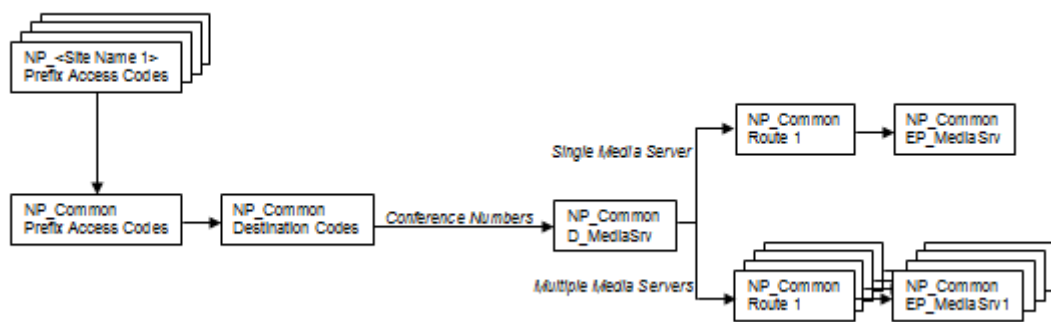 NP_<Site Name 1>
Prefix Access Codes
NP_Common
Route 1
NP_Common
EP_MediaSrv
Single Media Server
NP_Common
Prefix Access Codes
NP_Common
Destination Codes
Conference Numbers
NP_Common
D_MediaSrv
Multiple Media Servers
NP_Common
Route 1
NP_Common
EP_MediaSrv1